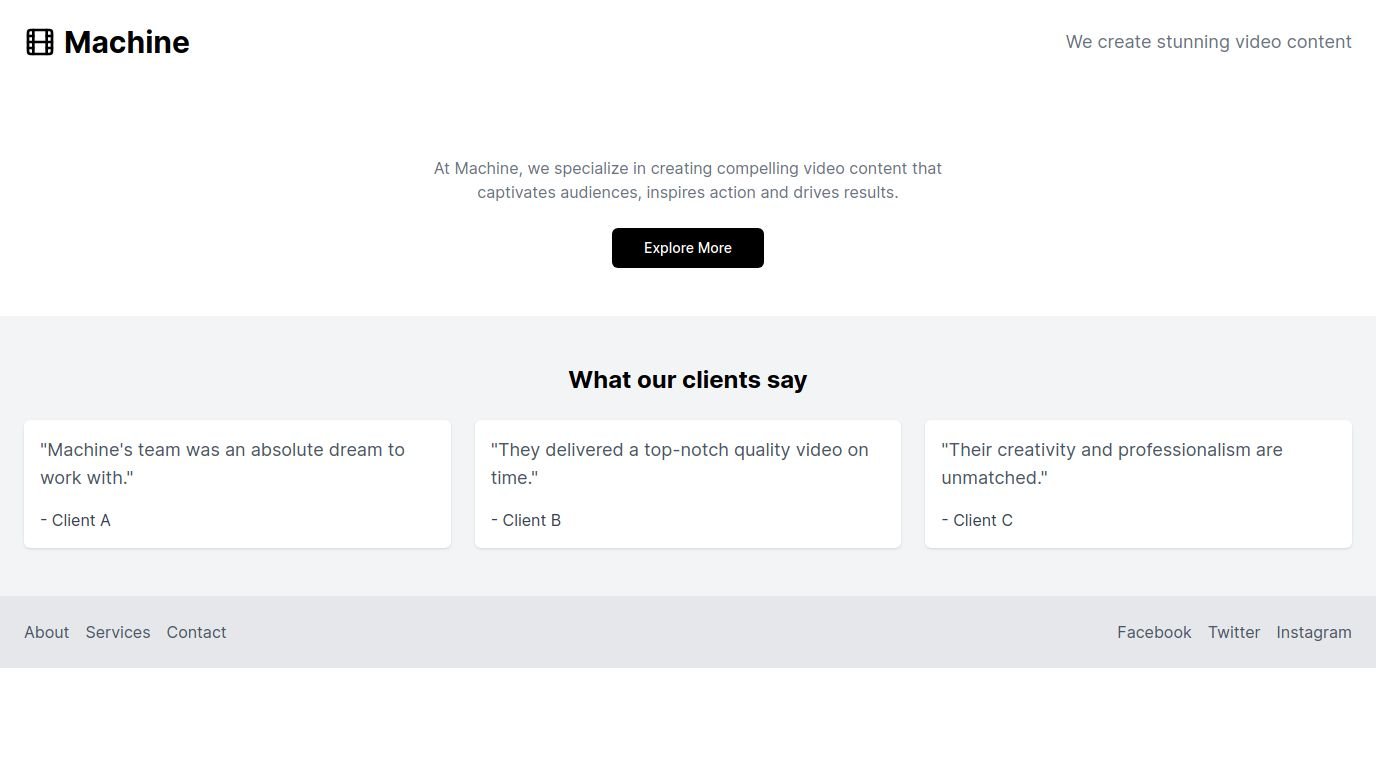 Machine
We create stunning video content
At Machine, we specialize in creating compelling video content that
captivates audiences, inspires action and drives results.
Explore More
What our clients say
"Machine's team was an absolute dream to
work with."
- Client A
"They delivered a top-notch quality video on
time."
- Client B
"Their creativity and professionalism are
unmatched."
- Client C
About Services Contact
Facebook Twitter Instagram